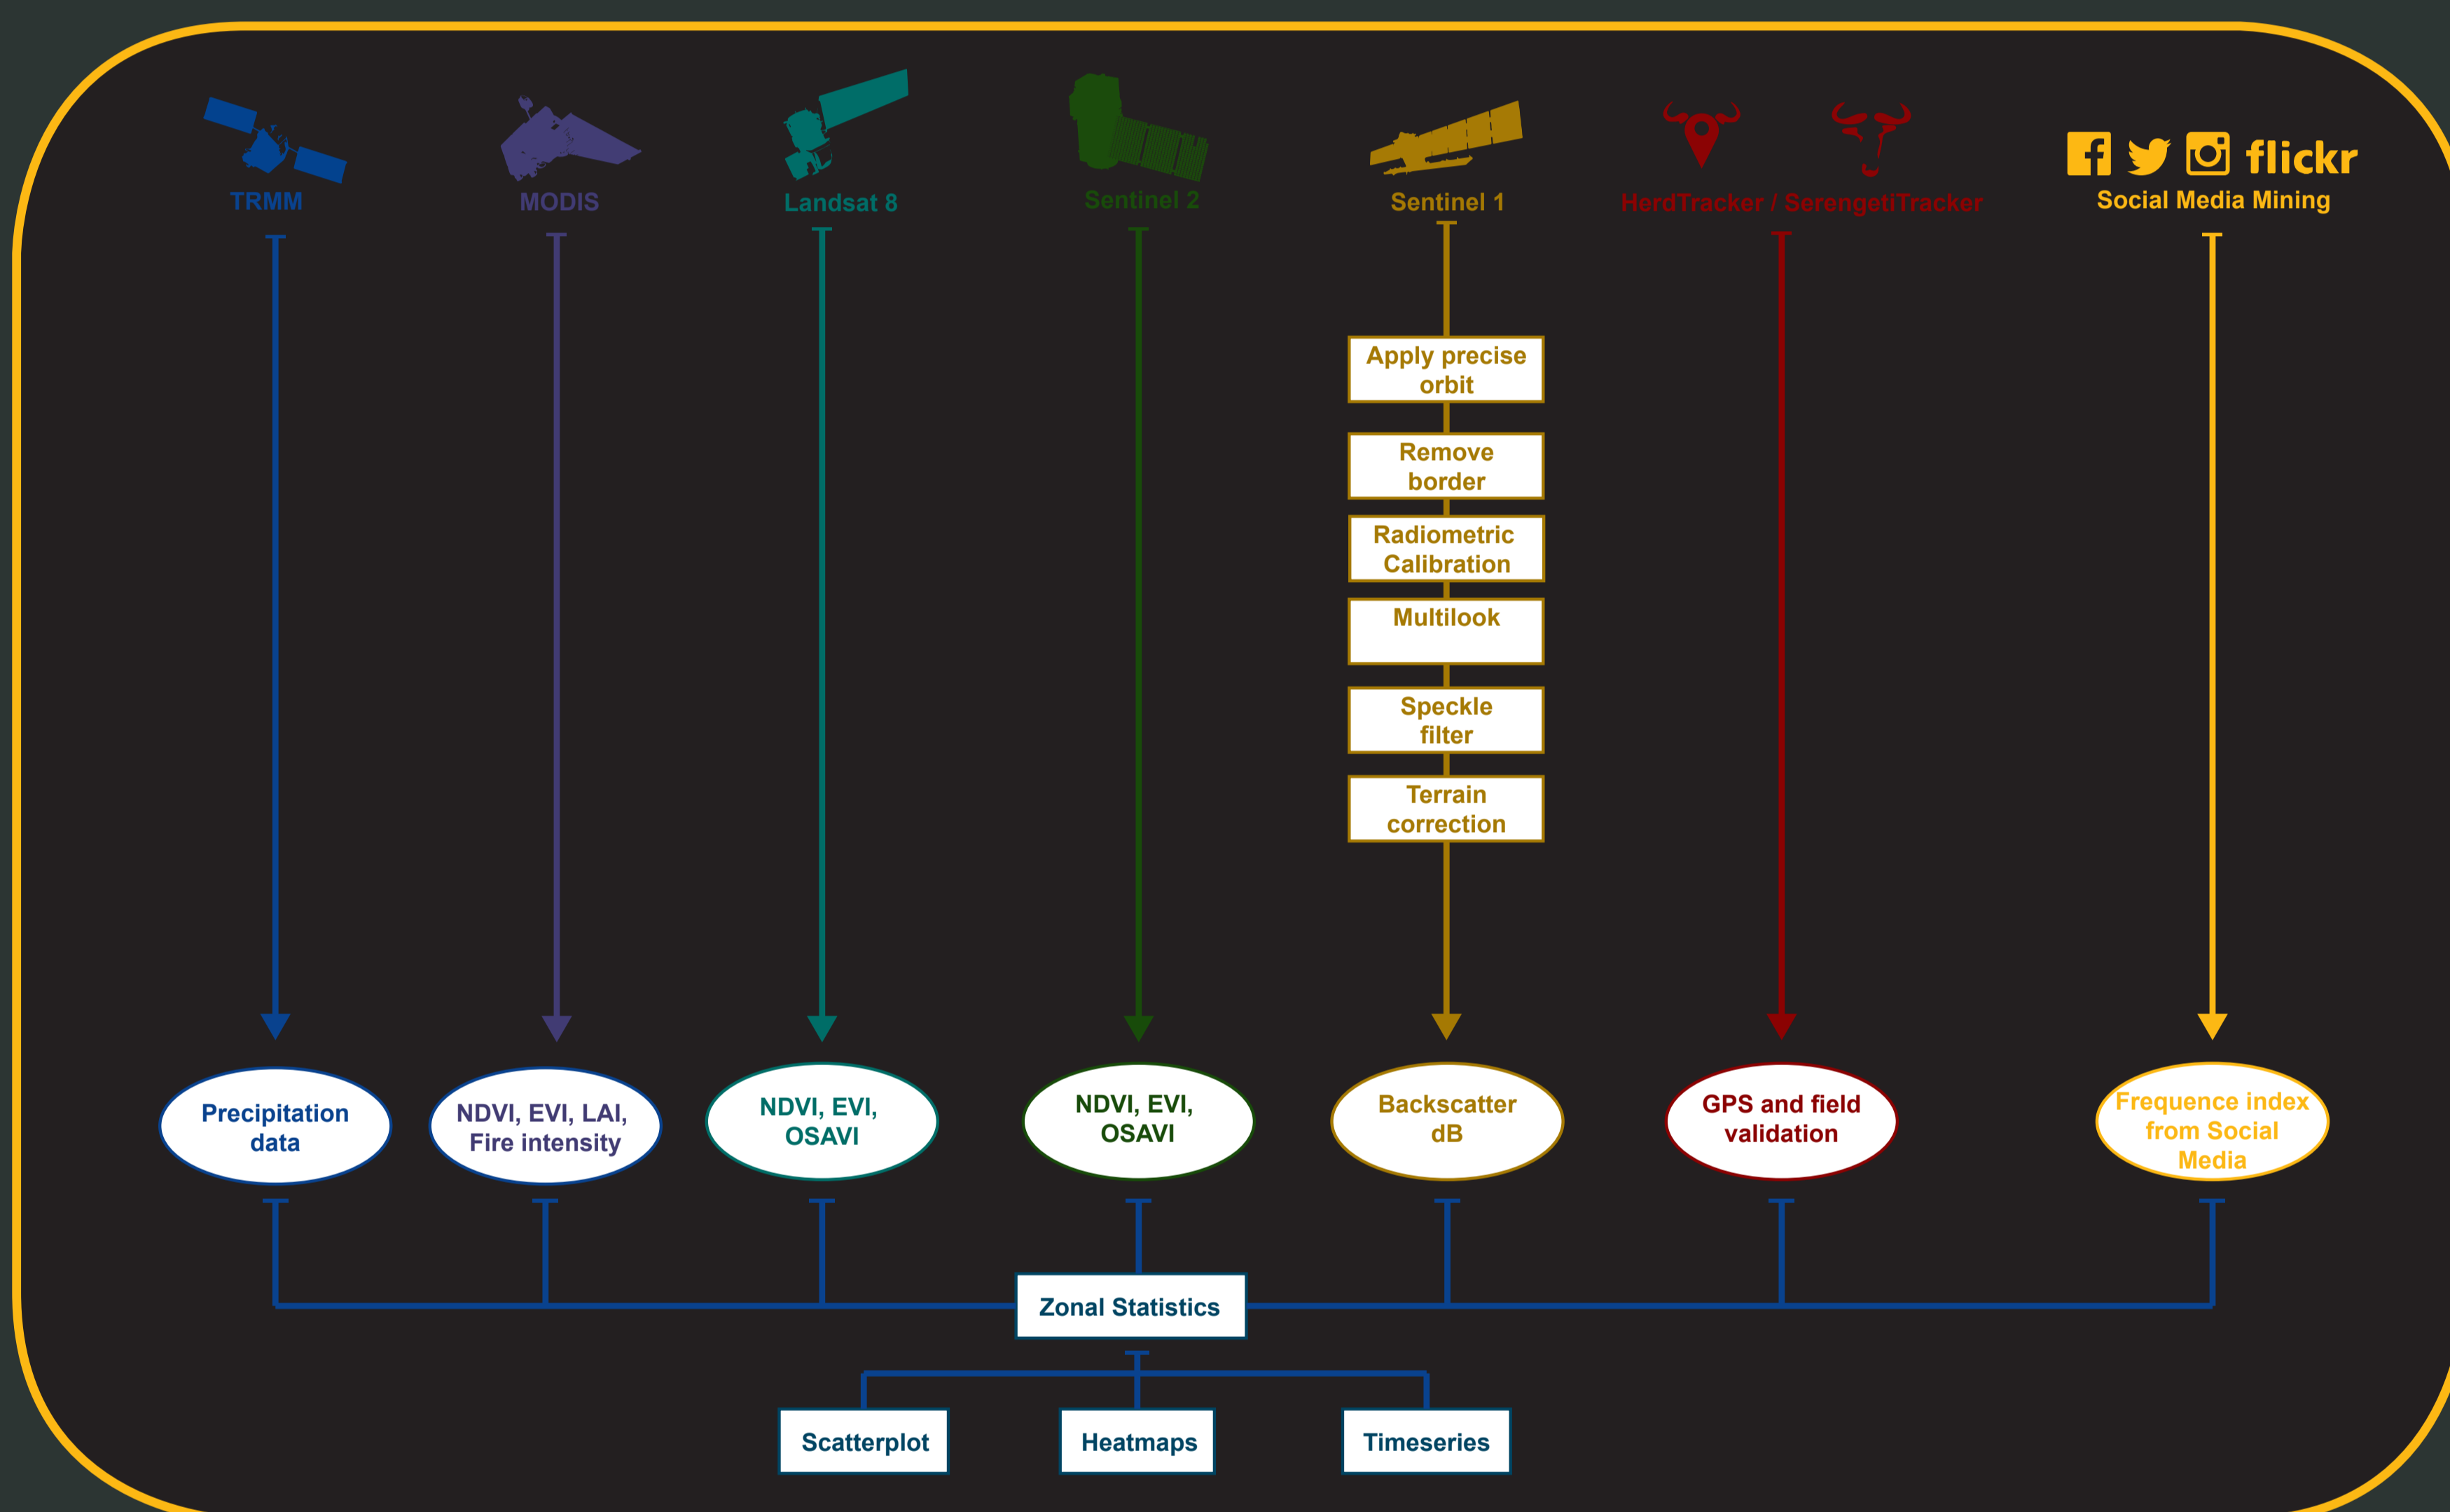 flickr
TRMM
MODIS
Landsat 8
Sentinel 2
Sentinel 1
HerdTracker / SerengetiTracker
Social Media Mining
Apply precise
orbit
Remove
border
Radiometric
Calibration
Multilook
Speckle
filter
Terrain
correction
Precipitation
data
NDVI, EVI, LAI,
Fire intensity
NDVI, EVI,
OSAVI
NDVI, EVI,
OSAVI
Backscatter
dB
GPS and field
validation
Frequence index
from Social
Media
Zonal Statistics
Scatterplot
Heatmaps
Timeseries